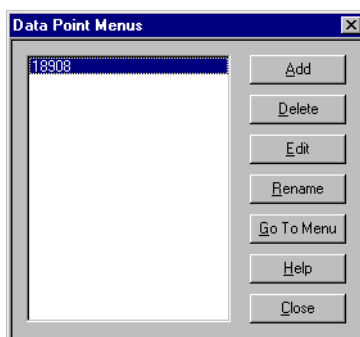 Data Point Menus
18908
Add
Delete
Edit
Rename
Go To Menu
Help
Close